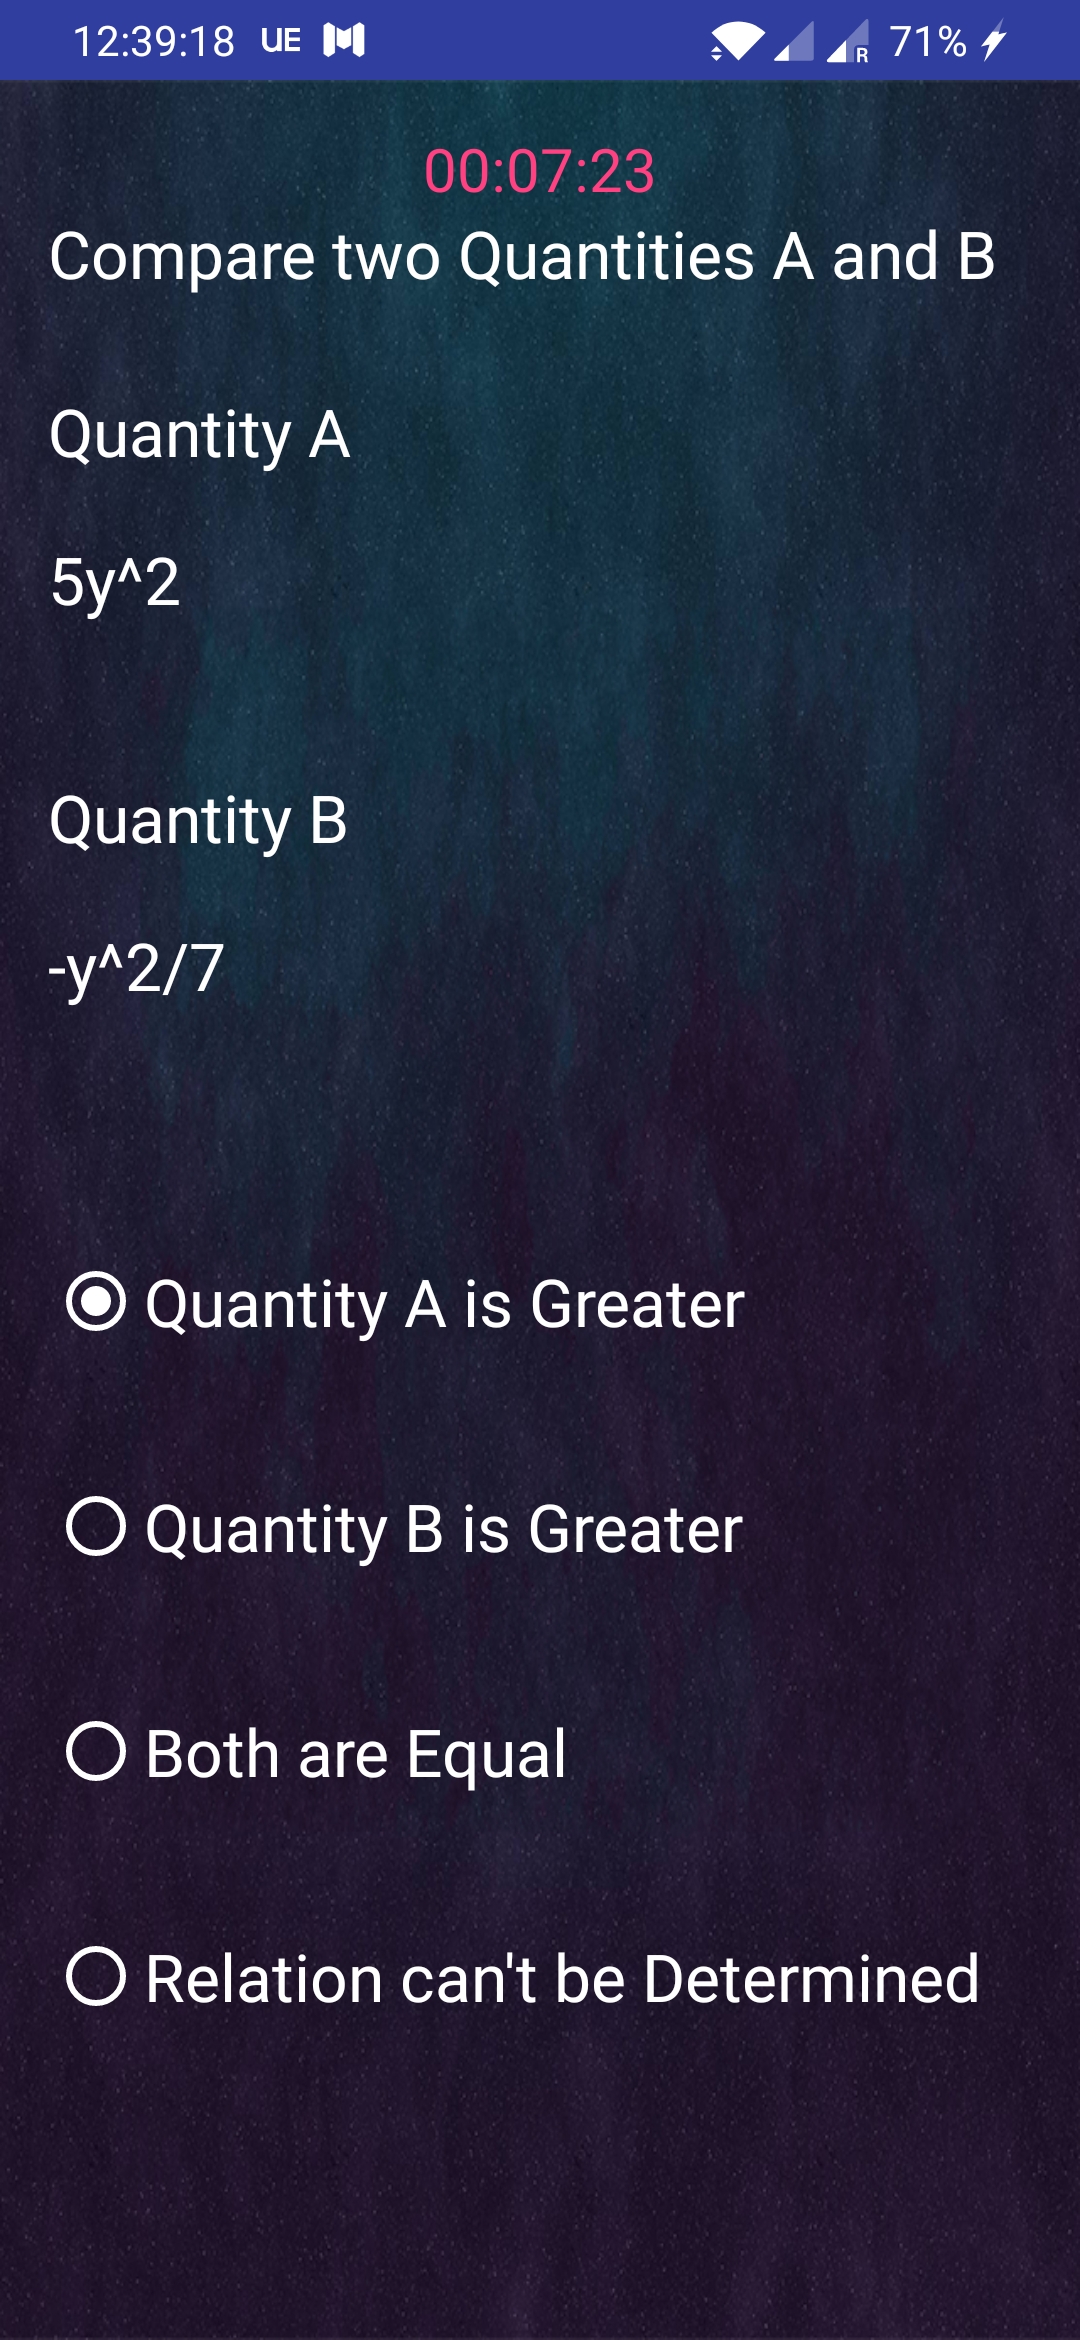 12:39:18 UE R 71%
00:07:23
Compare two Quantities A and B
Quantity A
5y^2
Quantity B
-y^2/7
Quantity A is Greater
Quantity B is Greater
Both are Equal
Relation can't be Determined